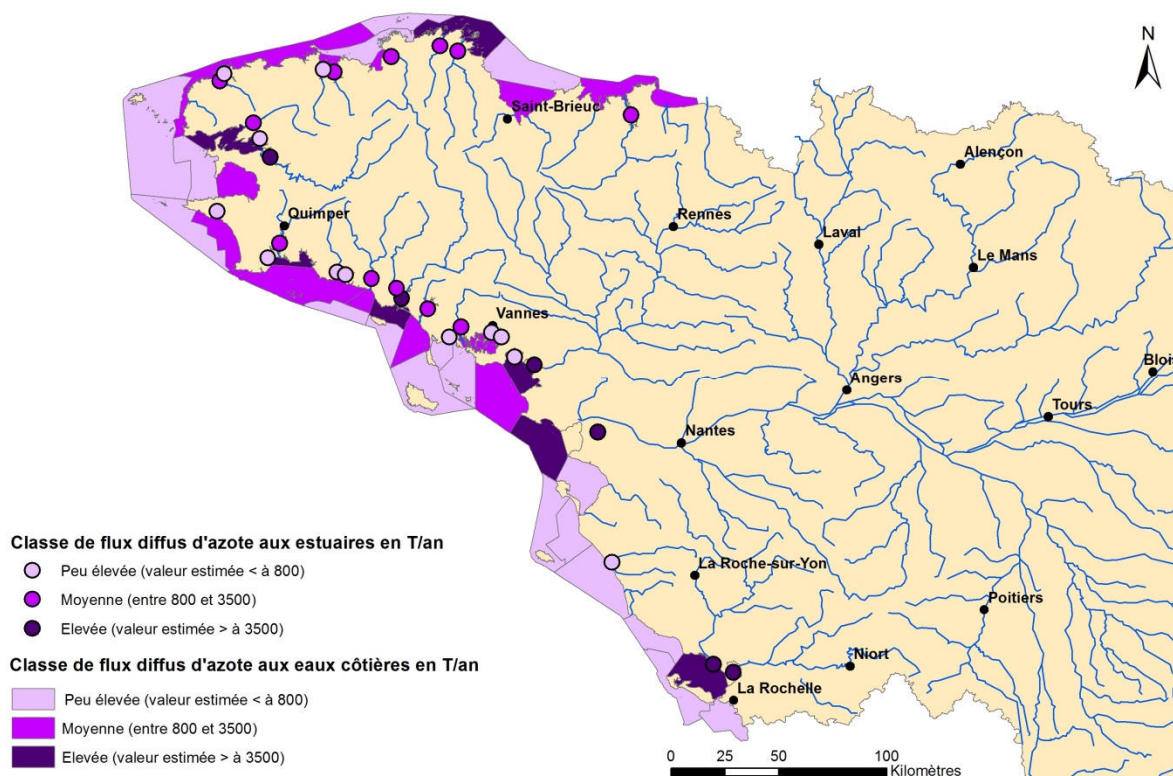 N
Saint-Brieuc
Alençon
Quimper
Rennes
Laval
Le Mans
Vannes
Blois
Angers
Tours
Nantes
Classe de flux diffus d'azote aux estuaires en T/an
Peu élevée (valeur estimée < à 800)
Moyenne (entre 800 et 3500)
Elevée (valeur estimée > à 3500)
La Roche-sur-Yon
Poitiers
Niort
La Rochelle
Classe de flux diffus d'azote aux eaux côtières en T/an
Peu élevée (valeur estimée < à 800)
Moyenne (entre 800 et 3500)
Elevée (valeur estimée > à 3500)
0 25 50 100
Kilomètres